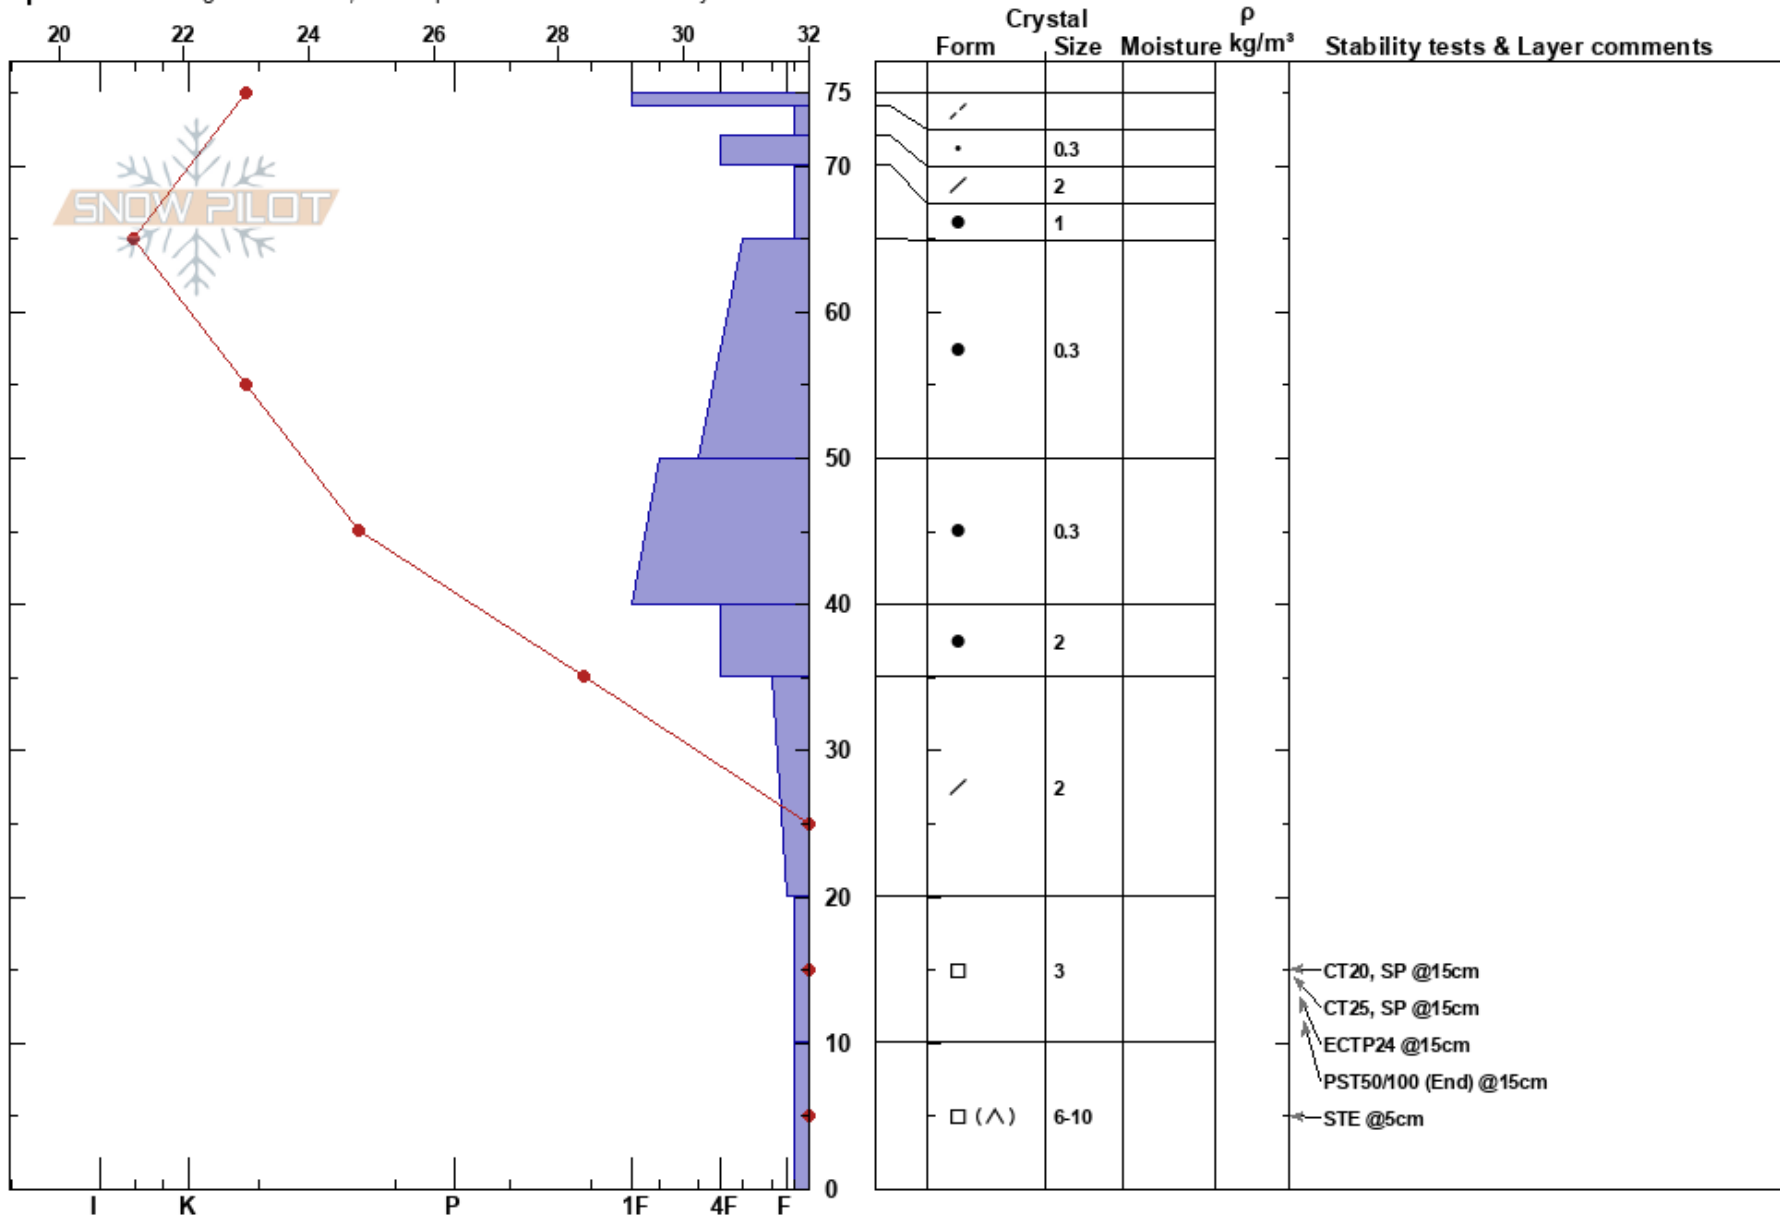 Crystal ρ
20 22 24 26 28 30 32 Form Size Moisture kg/m³ Stability tests & Layer comments
75
0.3
70
2
SNOW PILOT
1
60
0.3
50
0.3
40
2
30
2
20
3 CT20, SP @15cm
CT25, SP @15cm
10 ECTP24 @15cm
PST50/100 (End) @15cm
6-10 STE @5cm
0
I K P 1F 4F F